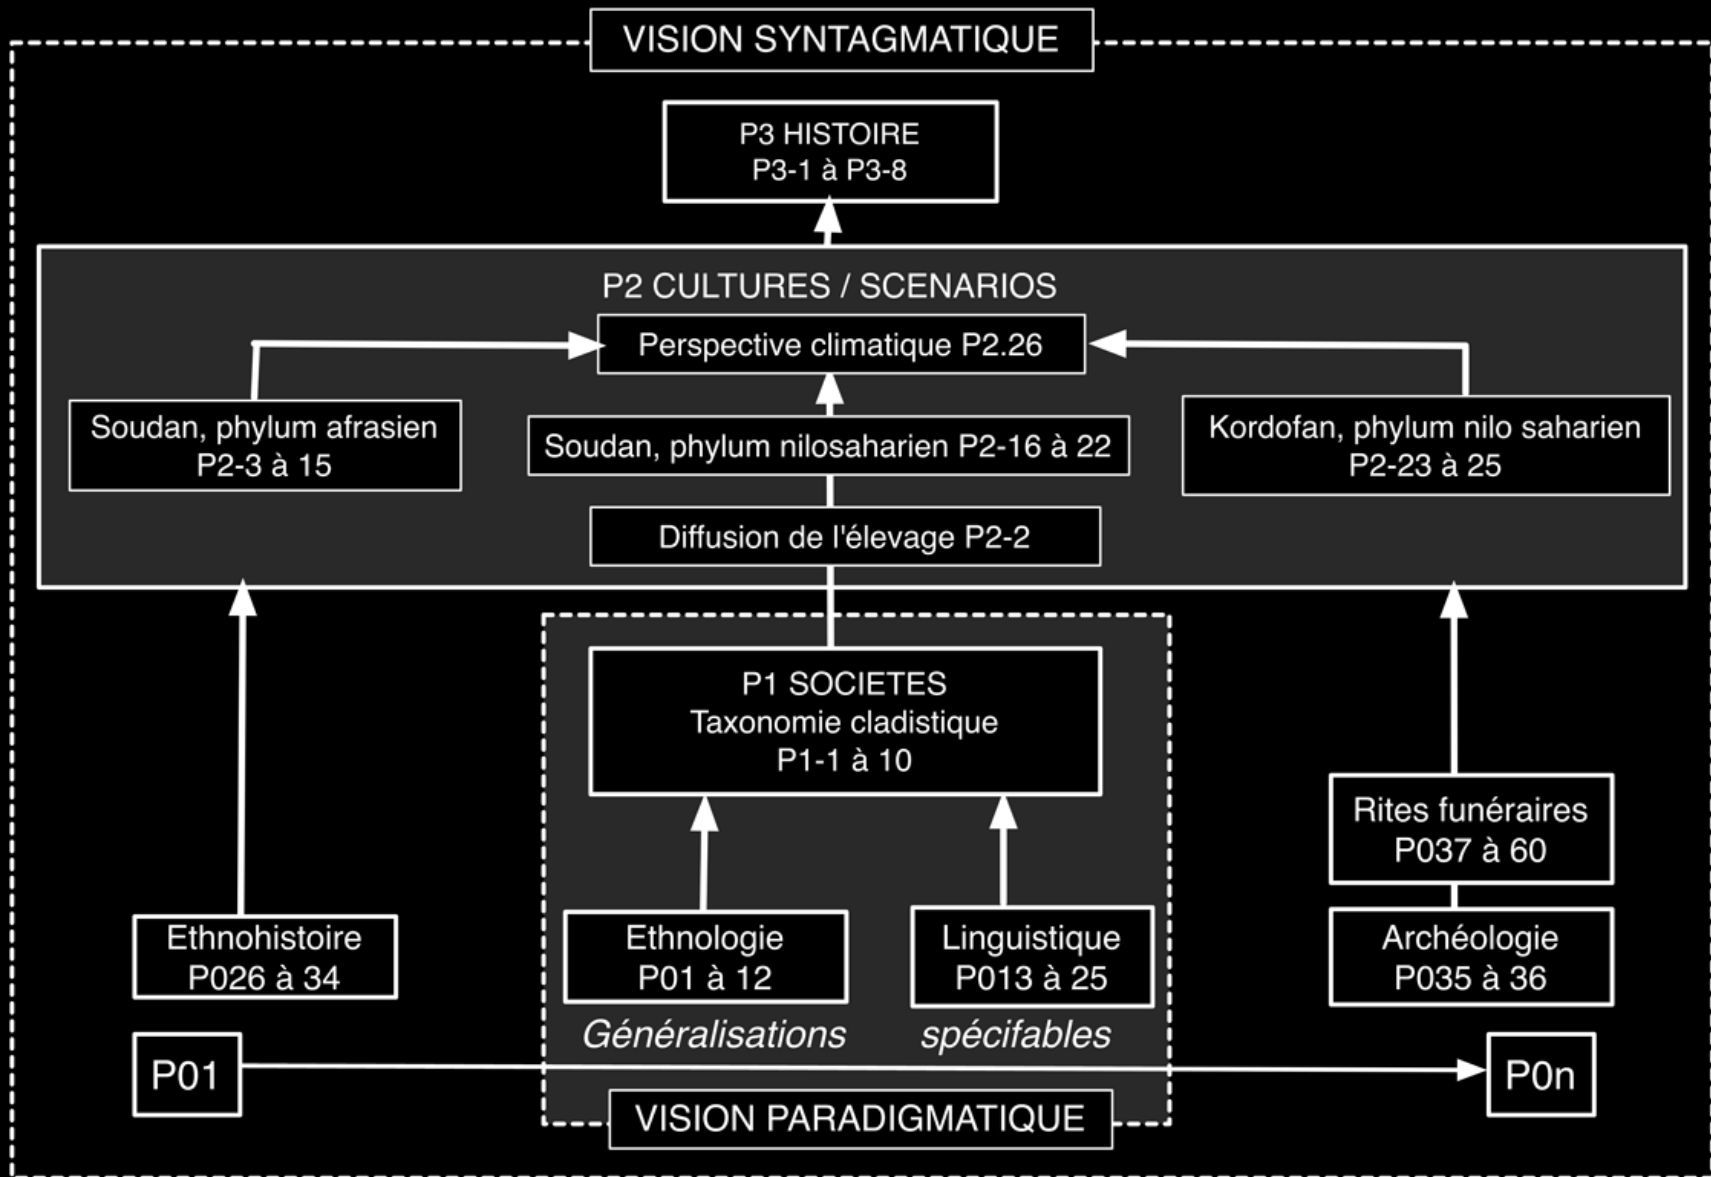 VISION SYNTAGMATIQUE
P3 HISTOIRE
P3-1 à P3-8
P2 CULTURES / SCENARIOS
Perspective climatique P2.26
Soudan, phylum afrasien
P2-3 à 15
Soudan, phylum nilosaharien P2-16 à 22
Kordofan, phylum nilo saharien
P2-23 à 25
Diffusion de l'élevage P2-2
P1 SOCIETES
Taxonomie cladistique
P1-1 à 10
Rites funéraires
P037 à 60
Ethnohistoire
P026 à 34
Ethnologie
P01 à 12
Linguistique
P013 à 25
Archéologie
P035 à 36
Généralisations spécifables
P01
P0n
VISION PARADIGMATIQUE